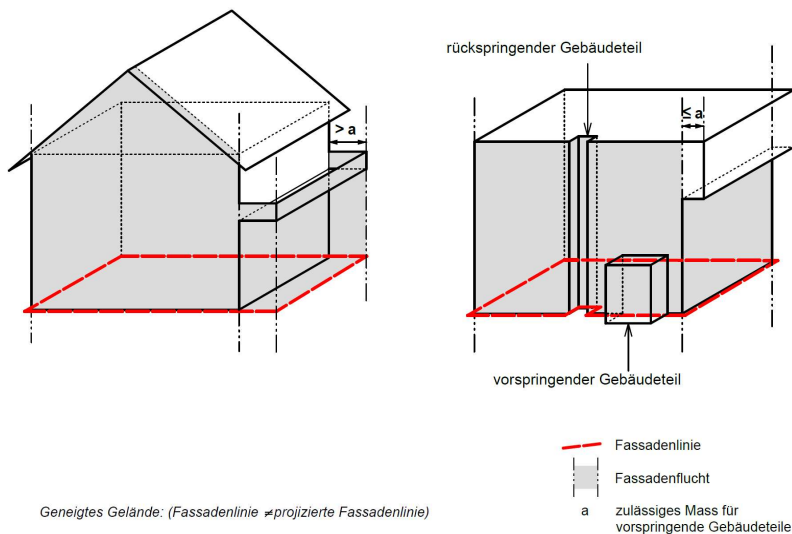 rückspringender Gebäudeteil
> a
≤ a
vorspringender Gebäudeteil
Fassadenlinie
Fassadenflucht
a zulässiges Mass für
vorspringende Gebäudeteile
Geneigtes Gelände: (Fassadenlinie ≠projizierte Fassadenlinie)